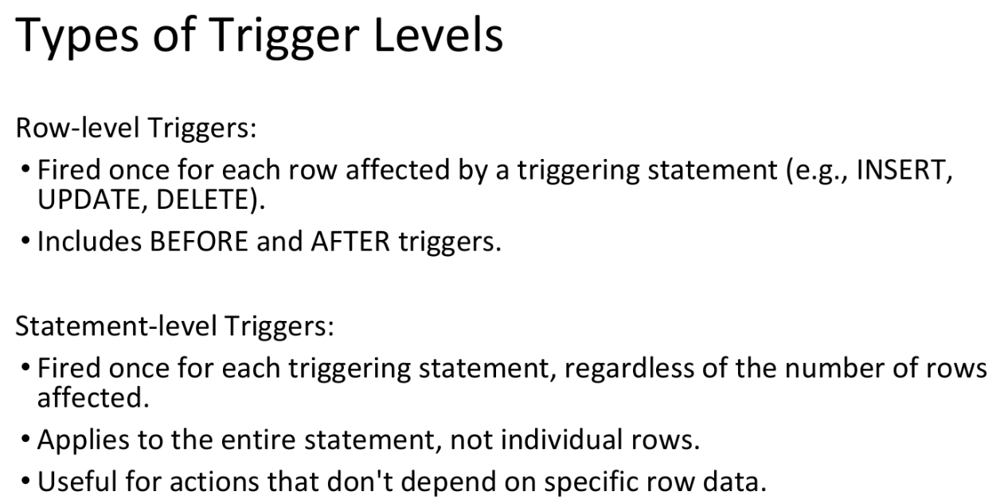 Types of Trigger Levels
Row-level Triggers:
• Fired once for each row affected by a triggering statement (e.g., INSERT,
UPDATE, DELETE).
• Includes BEFORE and AFTER triggers.
Statement-level Triggers:
• Fired once for each triggering statement, regardless of the number of rows
affected.
• Applies to the entire statement, not individual rows.
• Useful for actions that don't depend on specific row data.